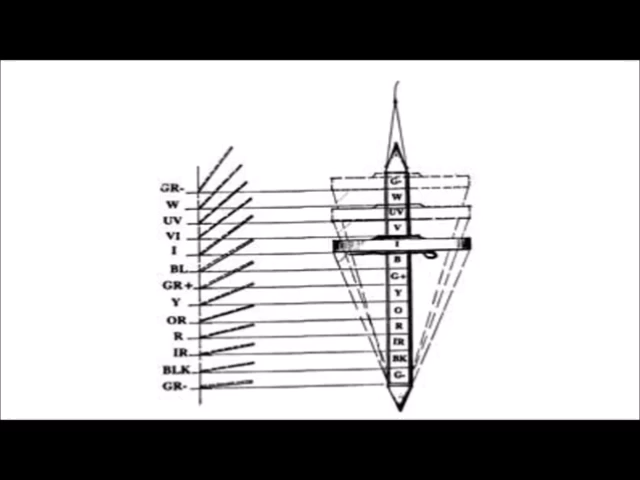 GR-
W
UV
VI
I
BL
GR+
Y
OR
R
IR
BLK
GR-
G-
W
UV
V
I
B
G+
Y
O
R
IR
BK
G-